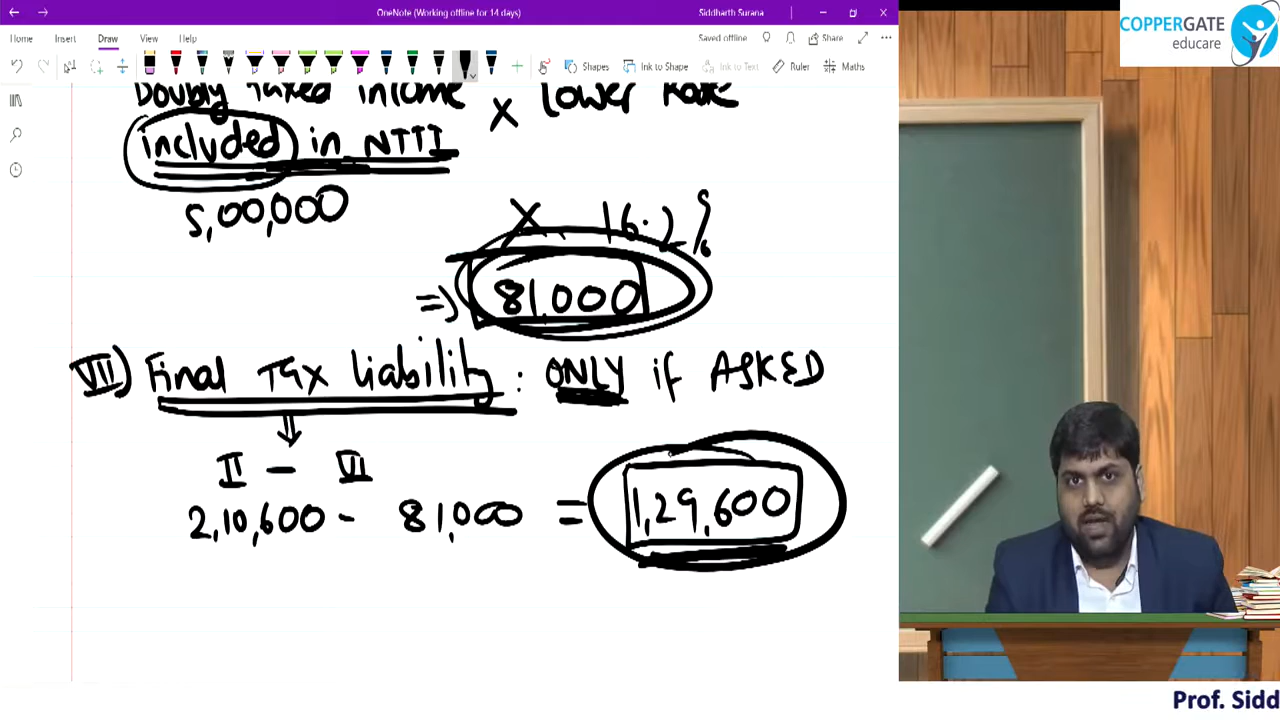 OneNote (Working offline for 14 days)
Siddharth Surana
Home Insert Draw View Help
Saved offline
Share
Shapes
Ink to Shape
Ink to Text
Ruler
Maths
COPPERGATE
educare
Doubly Taxed income × Lower Rate
included in NTTI
5,00,000 × 16.2%
=) 81,000
VII) Final Tax Liability : ONLY if ASKED
II - VI
2,10,600 - 81,000 = 1,29,600
Prof. Sidd